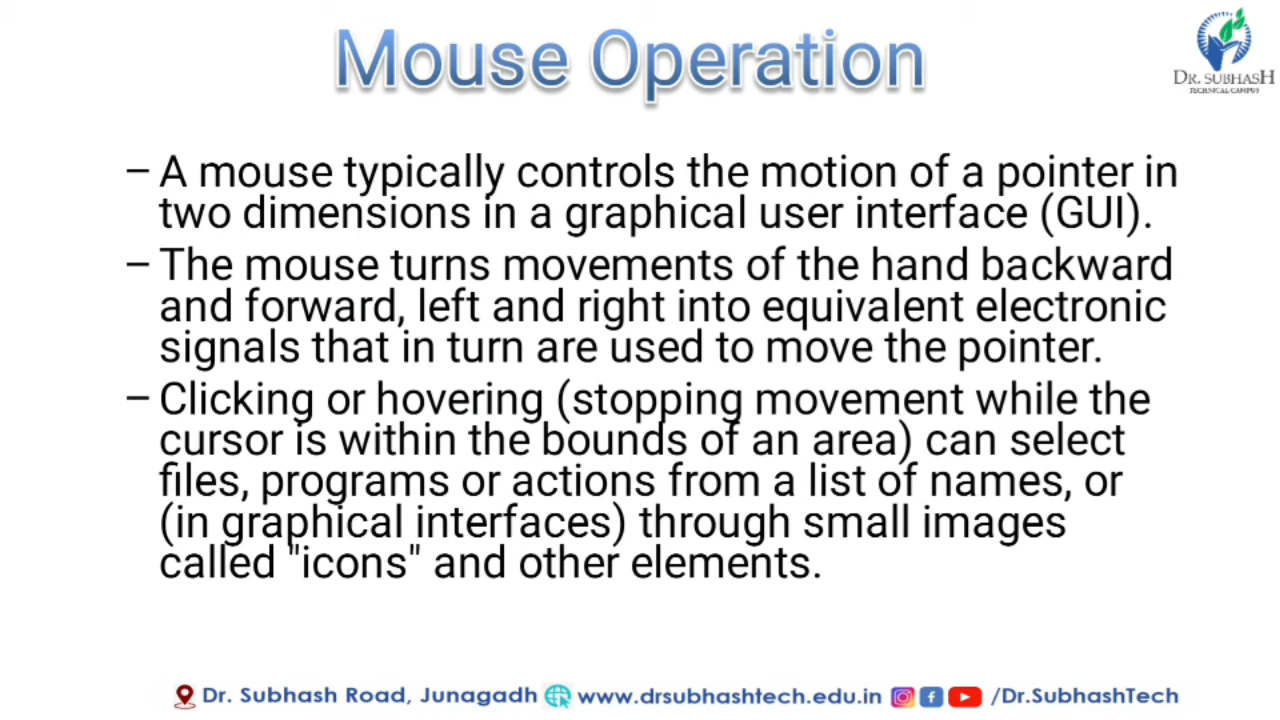 Mouse Operation
DR. SUBHASH
TECHNICAL CAMPUS
– A mouse typically controls the motion of a pointer in
two dimensions in a graphical user interface (GUI).
– The mouse turns movements of the hand backward
and forward, left and right into equivalent electronic
signals that in turn are used to move the pointer.
– Clicking or hovering (stopping movement while the
cursor is within the bounds of an area) can select
files, programs or actions from a list of names, or
(in graphical interfaces) through small images
called "icons" and other elements.
Dr. Subhash Road, Junagadh www.drsubhashtech.edu.in /Dr.SubhashTech